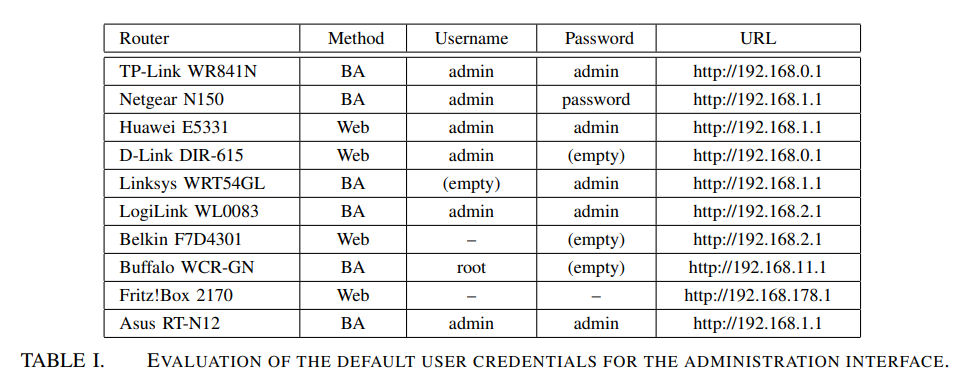 Router Method Username Password URL
TP-Link WR841N BA admin admin http://192.168.0.1
Netgear N150 BA admin password http://192.168.1.1
Huawei E5331 Web admin admin http://192.168.1.1
D-Link DIR-615 Web admin (empty) http://192.168.0.1
Linksys WRT54GL BA (empty) admin http://192.168.1.1
LogiLink WL0083 BA admin admin http://192.168.2.1
Belkin F7D4301 Web – (empty) http://192.168.2.1
Buffalo WCR-GN BA root (empty) http://192.168.11.1
Fritz!Box 2170 Web – – http://192.168.178.1
Asus RT-N12 BA admin admin http://192.168.1.1
TABLE I. EVALUATION OF THE DEFAULT USER CREDENTIALS FOR THE ADMINISTRATION INTERFACE.